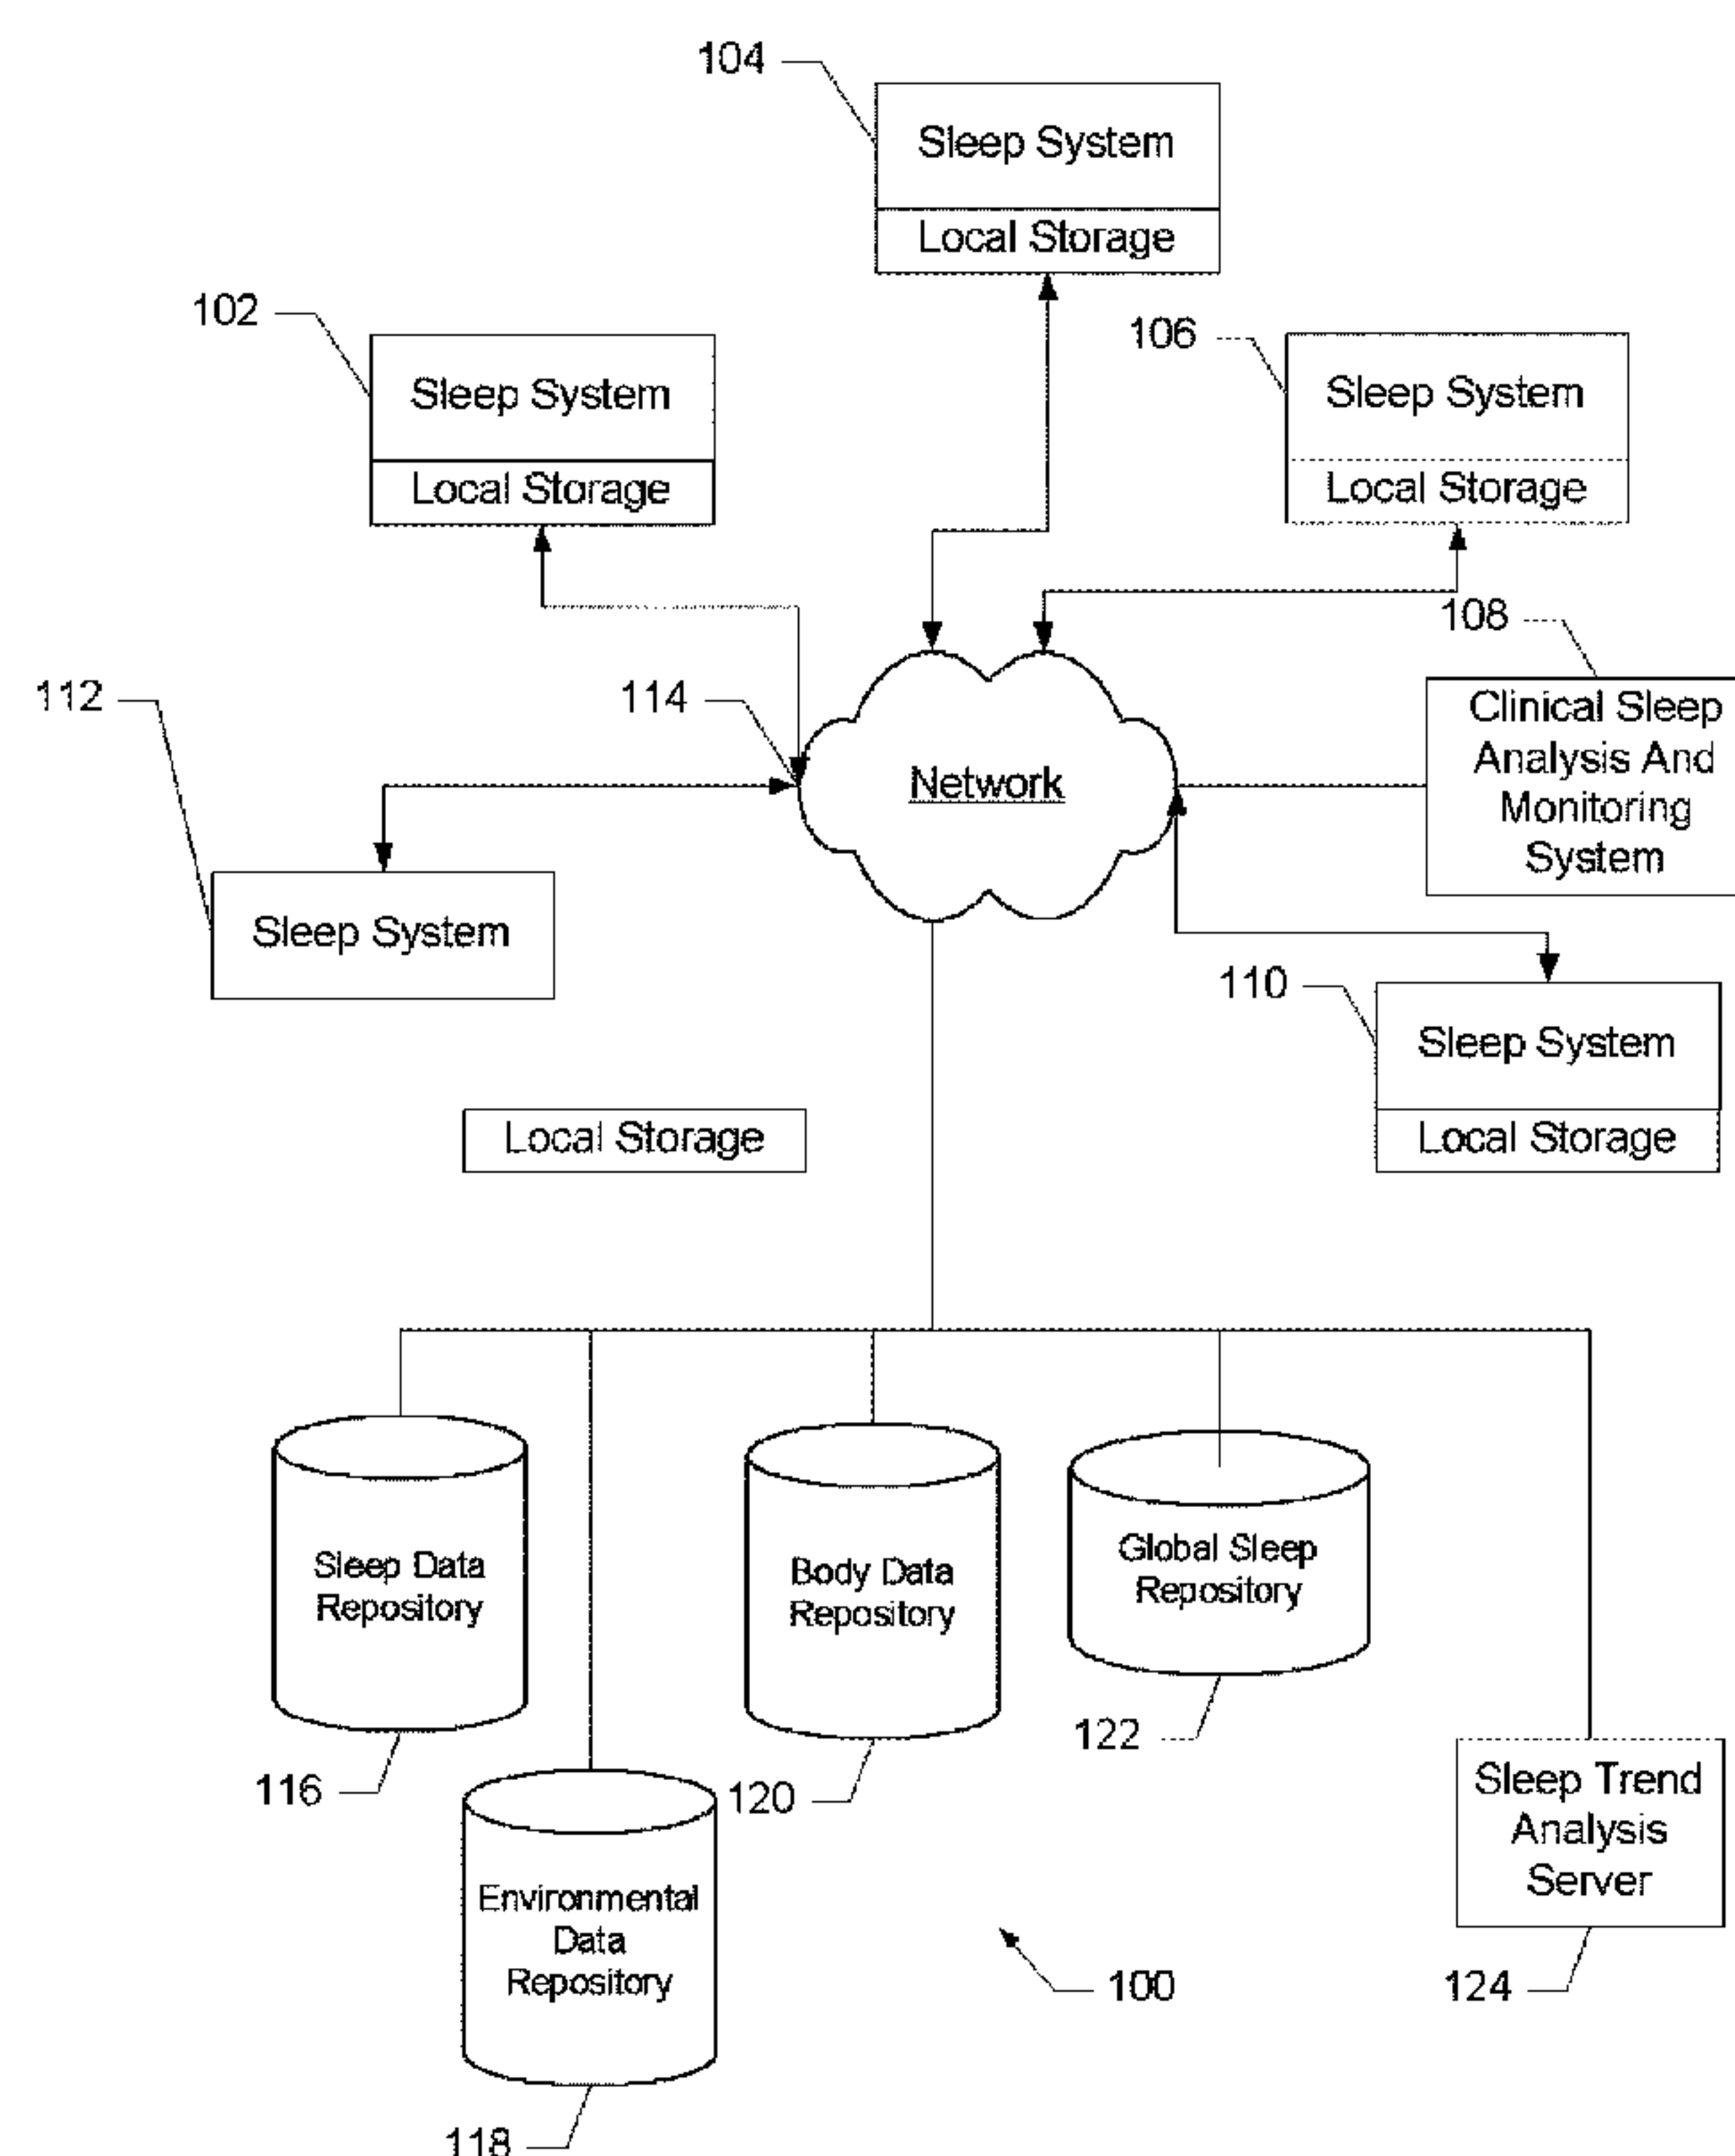 104
Sleep System
Local Storage
102
Sleep System
Local Storage
106
Sleep System
Local Storage
108
Clinical Sleep
Analysis And
Monitoring
System
112
114
Network
Sleep System
110
Sleep System
Local Storage
Local Storage
Sleep Data
Repository
Body Data
Repository
Global Sleep
Repository
116
120
122
Sleep Trend
Analysis
Server
Environmental
Data
Repository
100
124
118